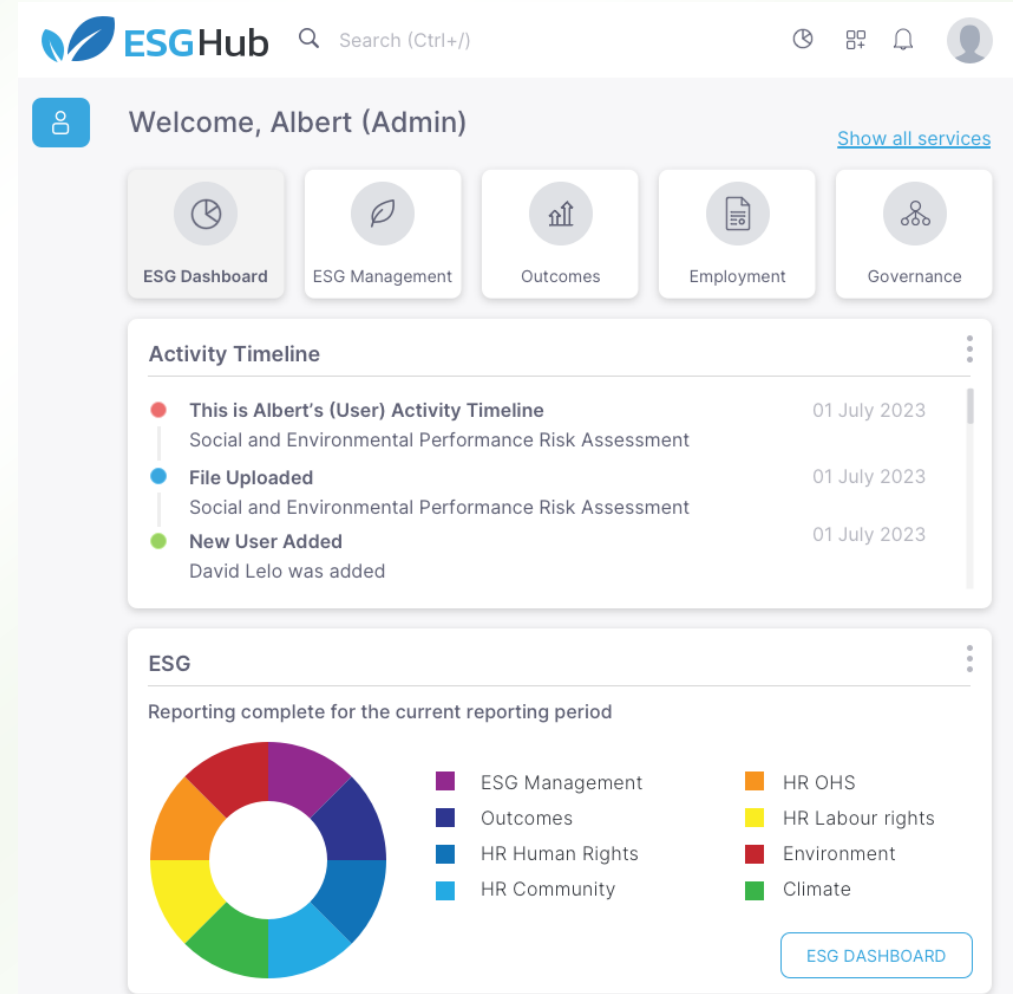 ESGHub
Search (Ctrl+/)
Welcome, Albert (Admin)
Show all services
ESG Dashboard
ESG Management
Outcomes
Employment
Governance
Activity Timeline
This is Albert’s (User) Activity Timeline
01 July 2023
Social and Environmental Performance Risk Assessment
File Uploaded
01 July 2023
Social and Environmental Performance Risk Assessment
New User Added
01 July 2023
David Lelo was added
ESG
Reporting complete for the current reporting period
ESG Management
Outcomes
HR Human Rights
HR Community
HR OHS
HR Labour rights
Environment
Climate
ESG DASHBOARD